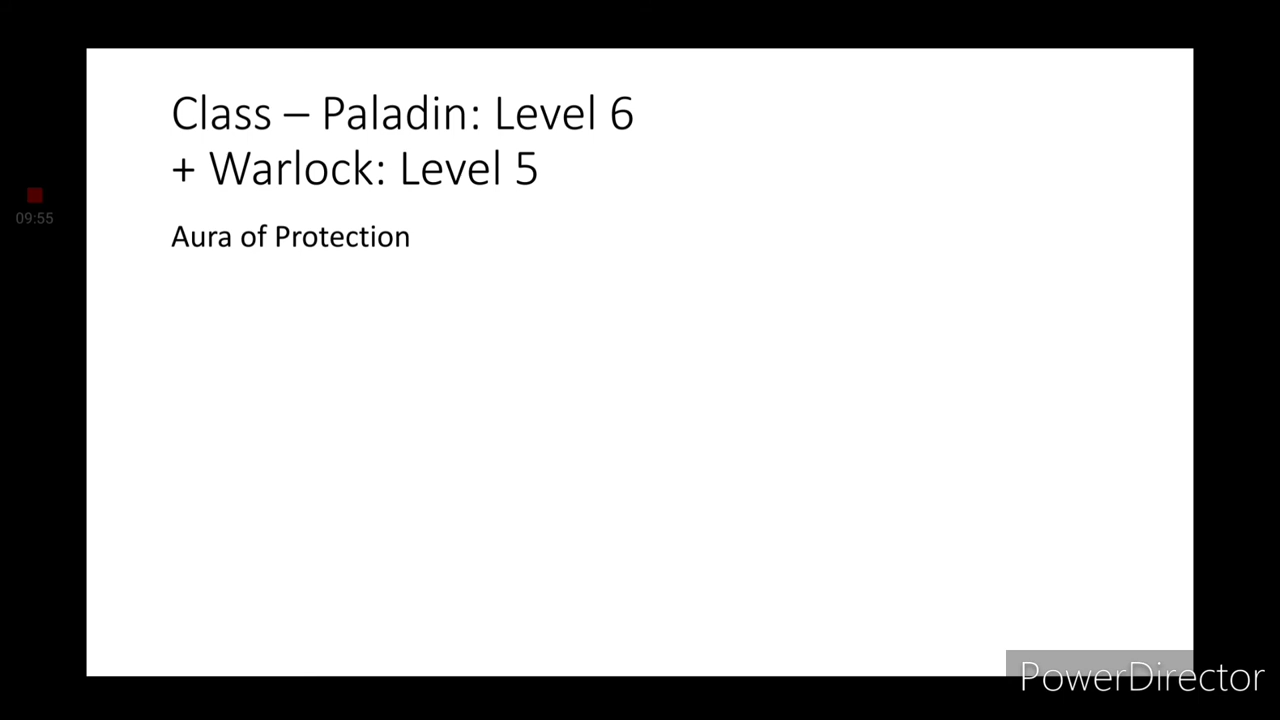 Class – Paladin: Level 6
+ Warlock: Level 5
09:55
Aura of Protection
PowerDirector